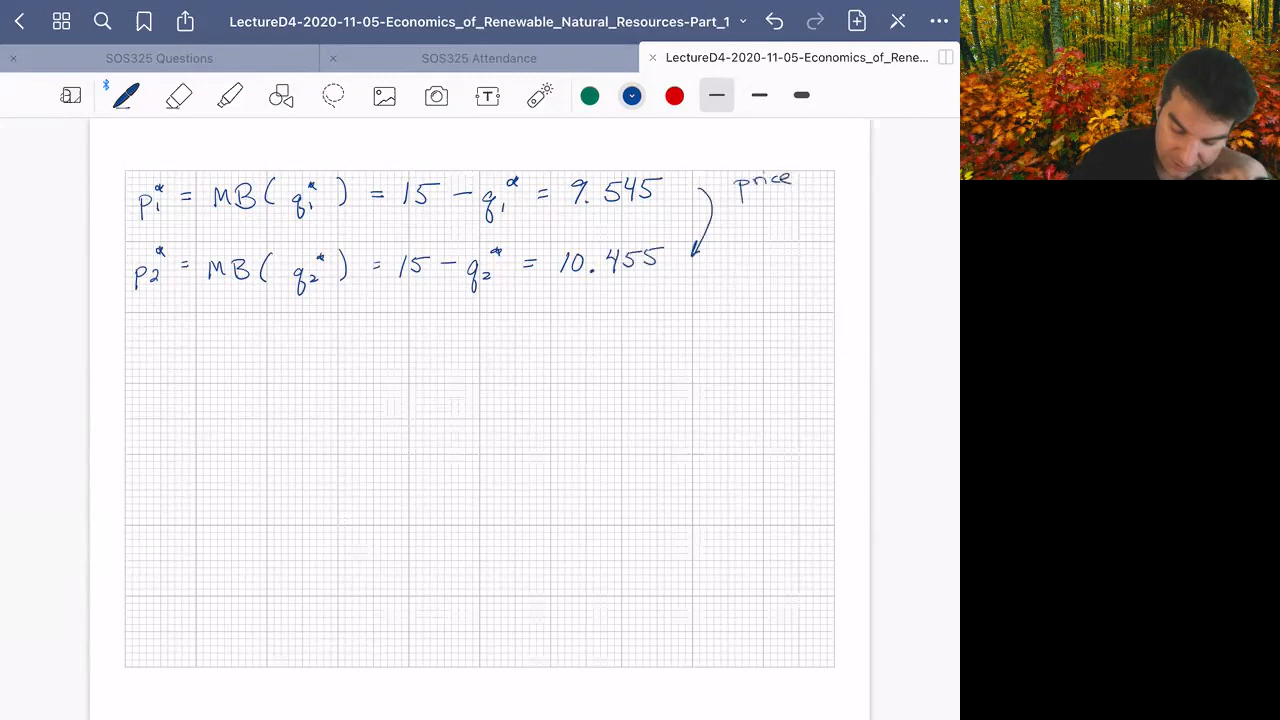 LectureD4-2020-11-05-Economics_of_Renewable_Natural_Resources-Part_1
SOS325 Questions
SOS325 Attendance
LectureD4-2020-11-05-Economics_of_Rene...
p₁* = MB( q₁* ) = 15 - q₁* = 9.545
price
p₂* = MB( q₂* ) = 15 - q₂* = 10.455